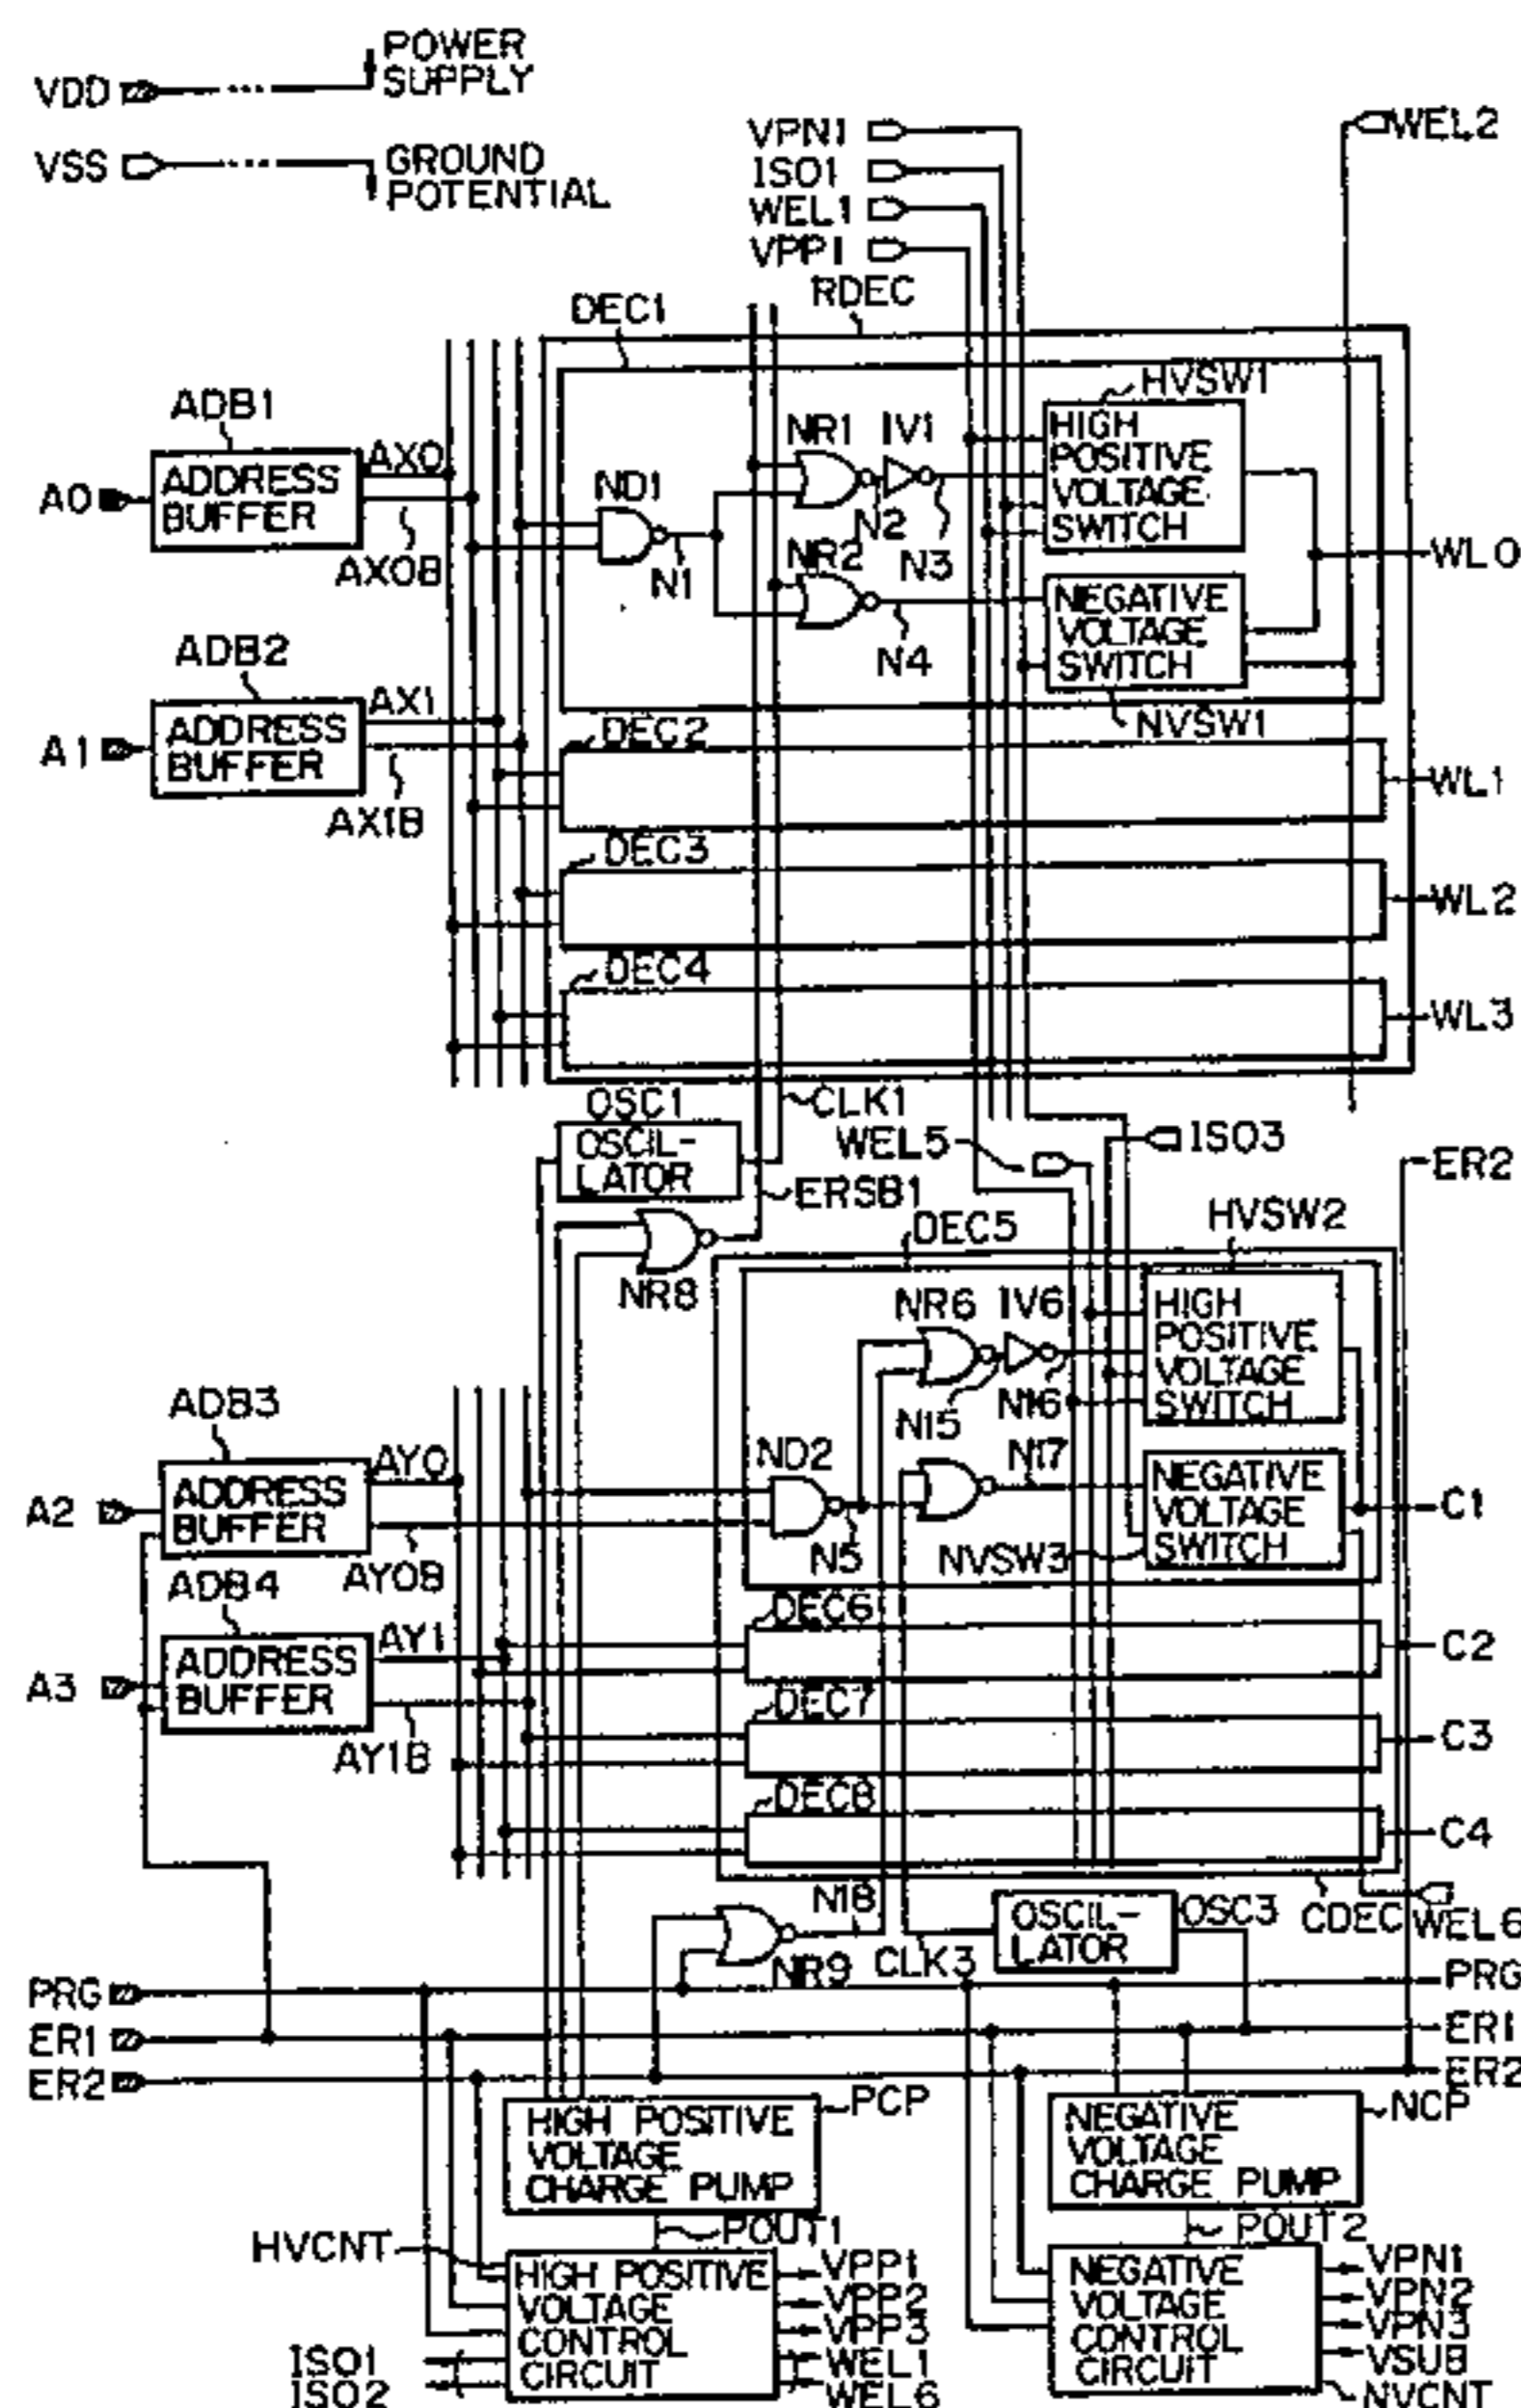 VDD
POWER
SUPPLY
VSS
GROUND
POTENTIAL
VPN1
ISO1
WEL1
VPP1
WEL2
RDEC
DEC1
HVSW1
ADB1
ADDRESS
BUFFER
A0
AX0
AX0B
ND1
N1
NR1
IV1
N2
N3
NR2
N4
HIGH
POSITIVE
VOLTAGE
SWITCH
NEGATIVE
VOLTAGE
SWITCH
NVSW1
WL0
ADB2
ADDRESS
BUFFER
A1
AX1
AX1B
DEC2
WL1
DEC3
WL2
DEC4
WL3
OSC1
OSCIL-
LATOR
CLK1
WEL5
ISO3
ER2
ERSB1
NR8
DEC5
HVSW2
NR6
IV6
N15
N16
HIGH
POSITIVE
VOLTAGE
SWITCH
ADB3
ADDRESS
BUFFER
A2
AY0
AY0B
ND2
N5
N17
NVSW3
NEGATIVE
VOLTAGE
SWITCH
C1
ADB4
ADDRESS
BUFFER
A3
AY1
AY1B
DEC6
C2
DEC7
C3
DEC8
C4
N18
NR9
CLK3
OSCIL-
LATOR
OSC3
CDEC
WEL6
PRG
PRG
ER1
ER1
ER2
ER2
HIGH POSITIVE
VOLTAGE
CHARGE PUMP
PCP
NEGATIVE
VOLTAGE
CHARGE PUMP
NCP
POUT1
POUT2
HVCNT
HIGH POSITIVE
VOLTAGE
CONTROL
CIRCUIT
ISO1
ISO2
VPP1
VPP2
VPP3
WEL1
WEL6
NEGATIVE
VOLTAGE
CONTROL
CIRCUIT
VPN1
VPN2
VPN3
VSUB
NVCNT